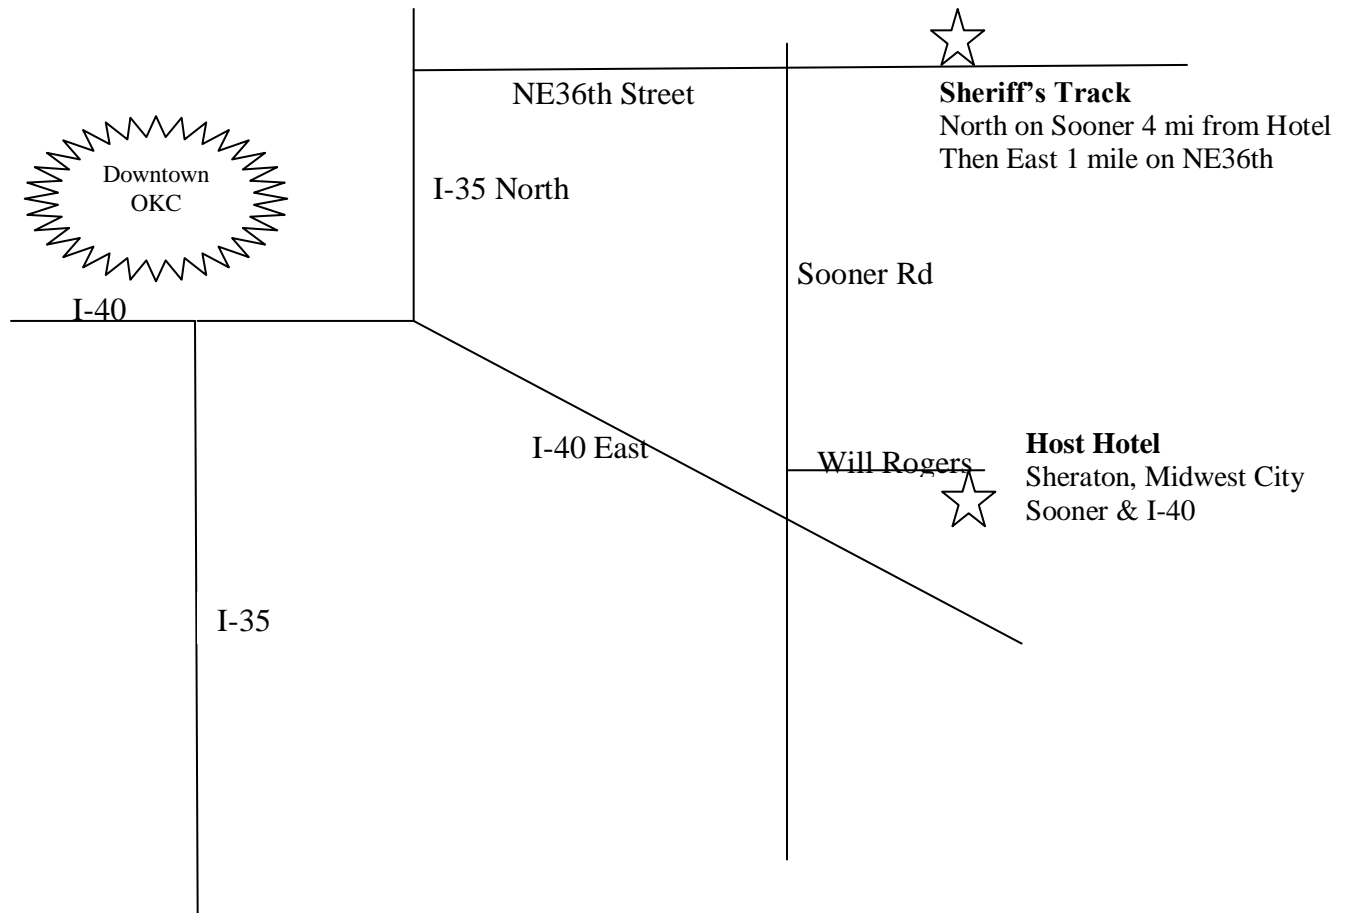 NE36th Street
Sheriff's Track
North on Sooner 4 mi from Hotel
Then East 1 mile on NE36th
Downtown
OKC
I-35 North
Sooner Rd
I-40
I-40 East
Will Rogers
Host Hotel
Sheraton, Midwest City
Sooner & I-40
I-35